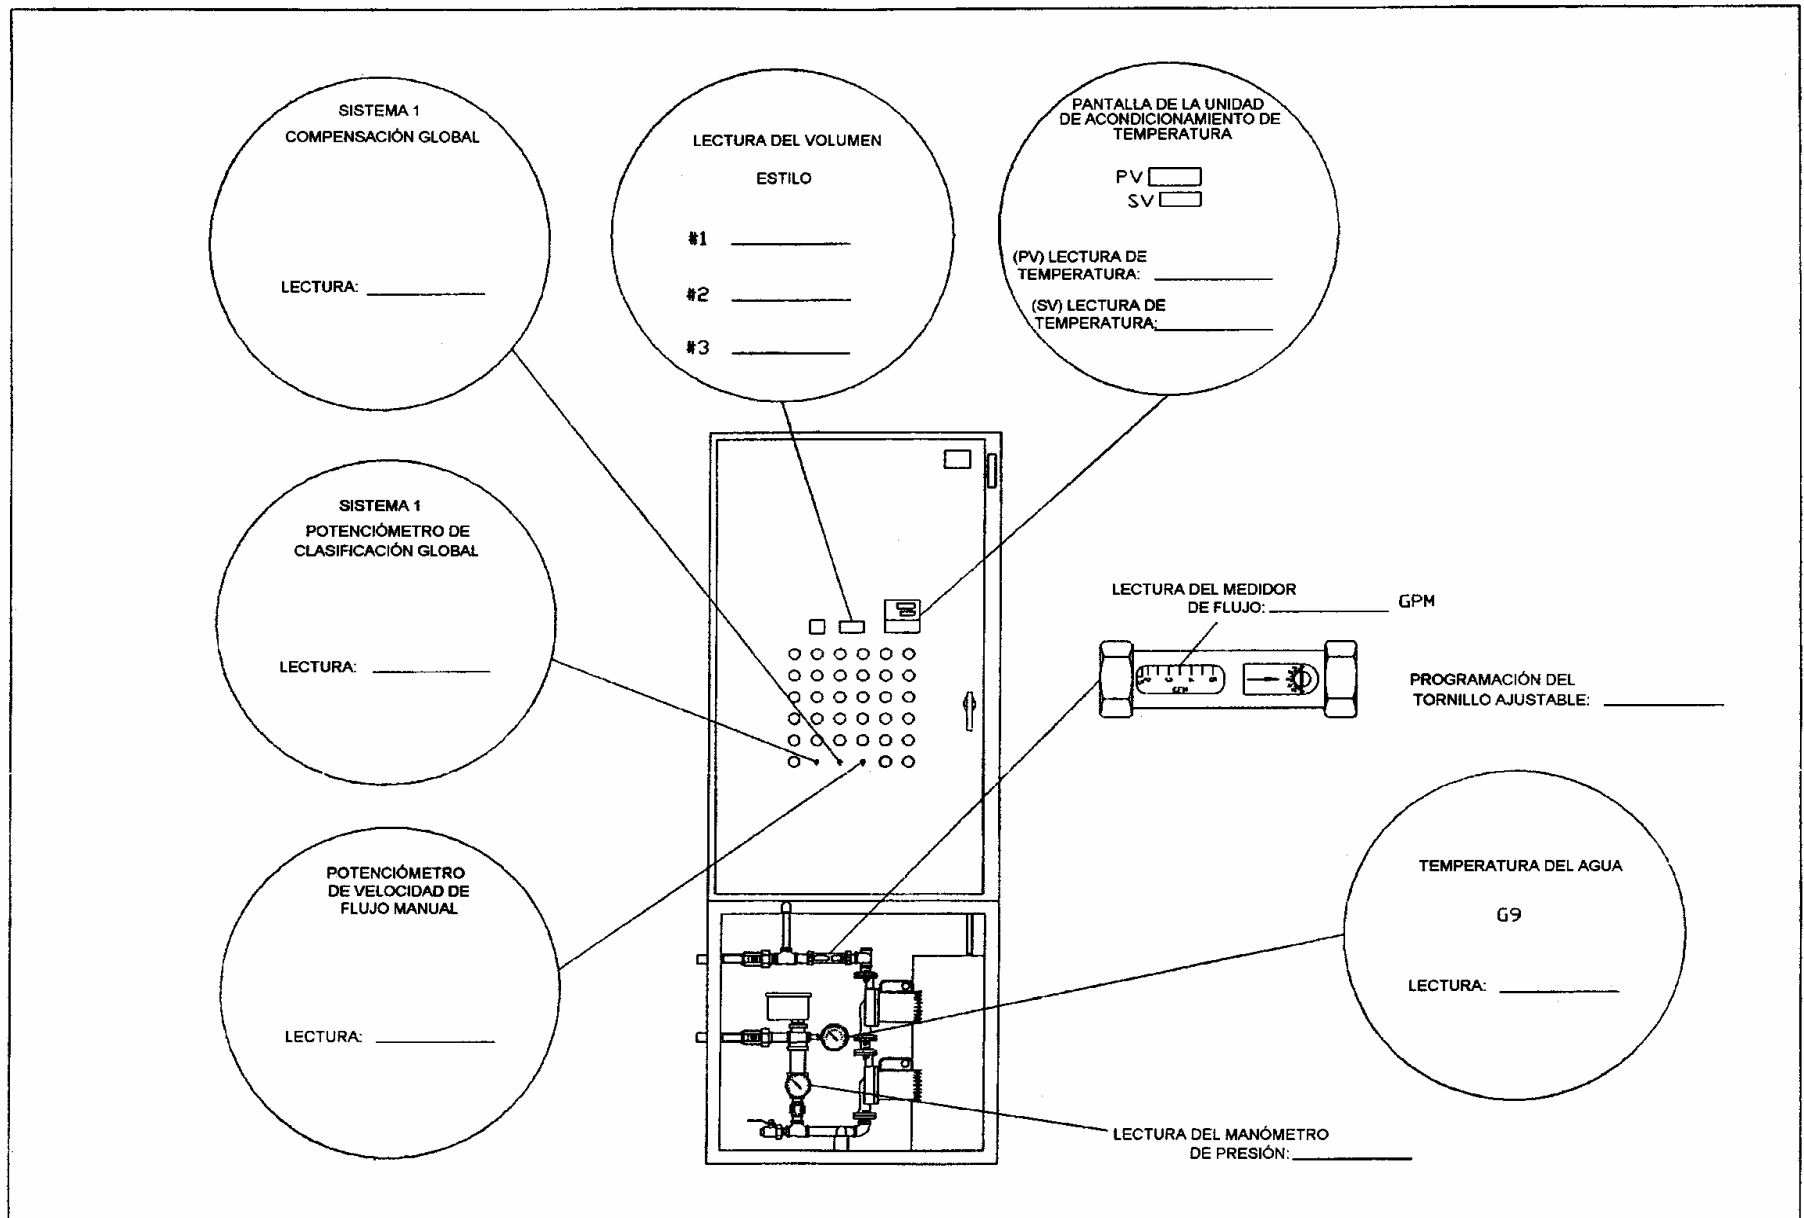 SISTEMA 1
COMPENSACIÓN GLOBAL
LECTURA:
LECTURA DEL VOLUMEN
ESTILO
#1
#2
#3
PANTALLA DE LA UNIDAD
DE ACONDICIONAMIENTO DE
TEMPERATURA
PV
SV
(PV) LECTURA DE
TEMPERATURA:
(SV) LECTURA DE
TEMPERATURA:
SISTEMA 1
POTENCIÓMETRO DE
CLASIFICACIÓN GLOBAL
LECTURA:
LECTURA DEL MEDIDOR
DE FLUJO: GPM
PROGRAMACIÓN DEL
TORNILLO AJUSTABLE:
POTENCIÓMETRO
DE VELOCIDAD DE
FLUJO MANUAL
LECTURA:
TEMPERATURA DEL AGUA
G9
LECTURA:
LECTURA DEL MANÓMETRO
DE PRESIÓN: